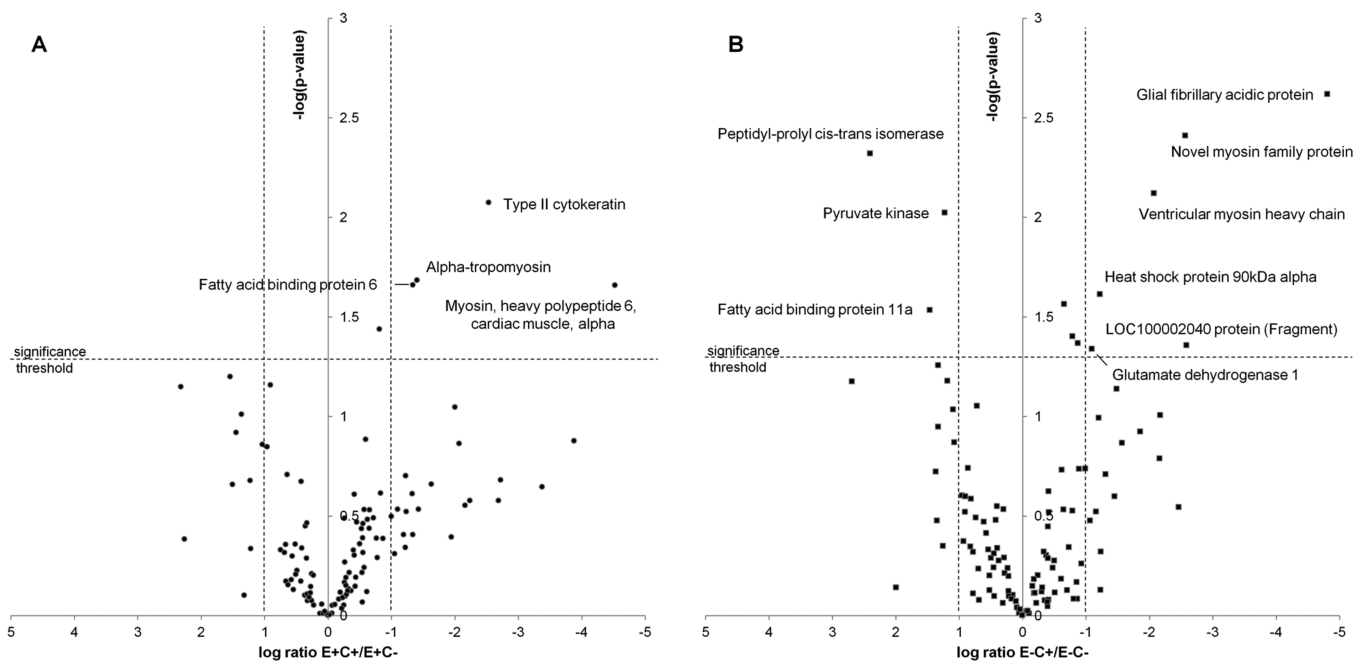 A
-log(p-value)
3
2.5
2
1.5
1
0.5
0
Type II cytokeratin
Alpha-tropomyosin
Fatty acid binding protein 6
Myosin, heavy polypeptide 6,
cardiac muscle, alpha
significance
threshold
5 4 3 2 1 0 -1 -2 -3 -4 -5
log ratio E+C+/E+C-
B
-log(p-value)
3
2.5
2
1.5
1
0.5
0
Glial fibrillary acidic protein
Peptidyl-prolyl cis-trans isomerase
Novel myosin family protein
Pyruvate kinase
Ventricular myosin heavy chain
Heat shock protein 90kDa alpha
Fatty acid binding protein 11a
LOC100002040 protein (Fragment)
significance
threshold
Glutamate dehydrogenase 1
5 4 3 2 1 0 -1 -2 -3 -4 -5
log ratio E-C+/E-C-